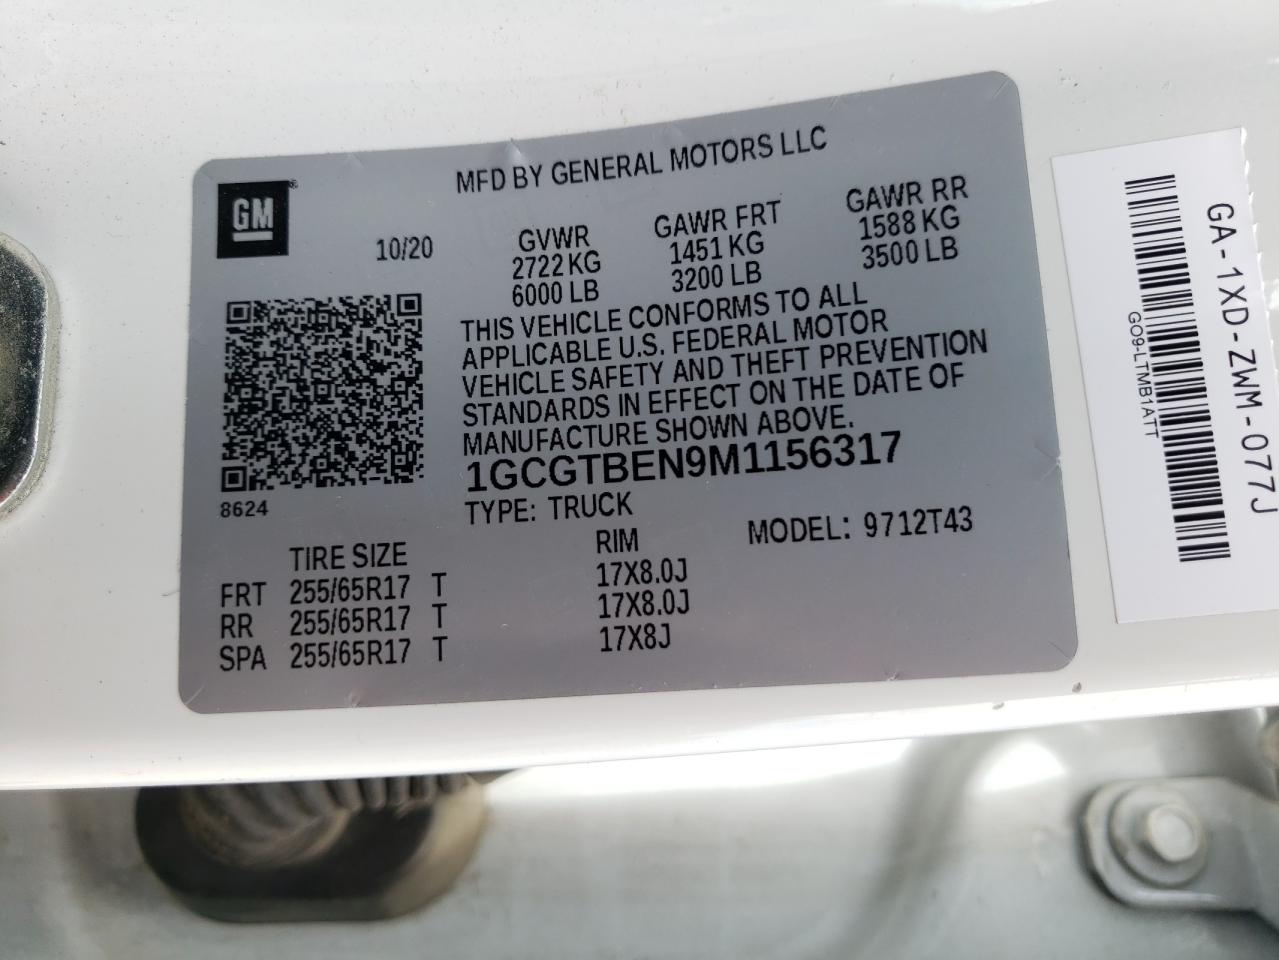 MFD BY GENERAL MOTORS LLC
GM
10/20
GVWR
2722 KG
6000 LB
GAWR FRT
1451 KG
3200 LB
GAWR RR
1588 KG
3500 LB
THIS VEHICLE CONFORMS TO ALL
APPLICABLE U.S. FEDERAL MOTOR
VEHICLE SAFETY AND THEFT PREVENTION
STANDARDS IN EFFECT ON THE DATE OF
MANUFACTURE SHOWN ABOVE.
1GCGTBEN9M1156317
8624
TYPE: TRUCK
MODEL: 9712T43
TIRE SIZE
RIM
FRT 255/65R17 T 17X8.0J
RR 255/65R17 T 17X8.0J
SPA 255/65R17 T 17X8J
GA-1XD-ZWM-077J
GO9-LTMB1ATT